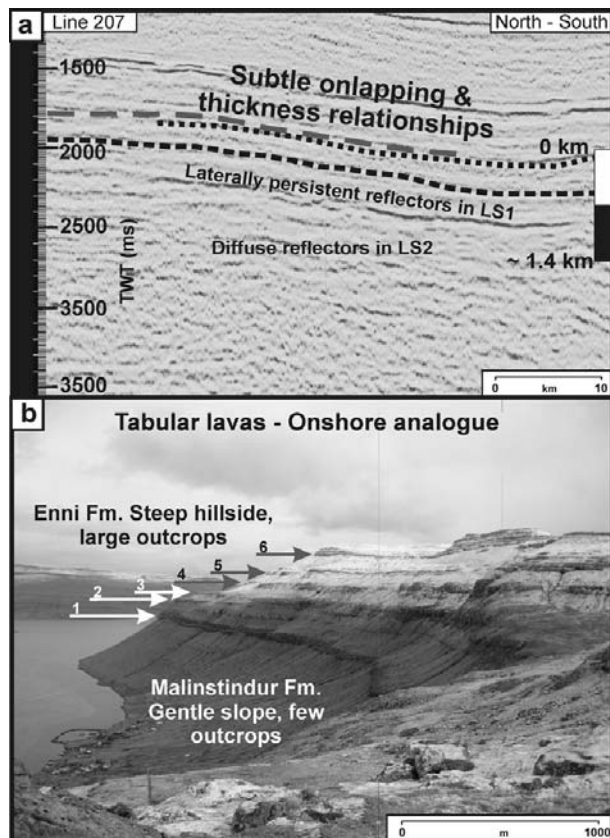 a
Line 207
North - South
1500
Subtle onlapping &
thickness relationships
0 km
2000
Laterally persistent reflectors in LS1
2500
Diffuse reflectors in LS2
~ 1.4 km
TWT (ms)
3500
3500
0
km
10
b
Tabular lavas - Onshore analogue
Enni Fm. Steep hillside,
large outcrops
6
5
4
3
2
1
Malinstindur Fm.
Gentle slope, few
outcrops
0
m
1000